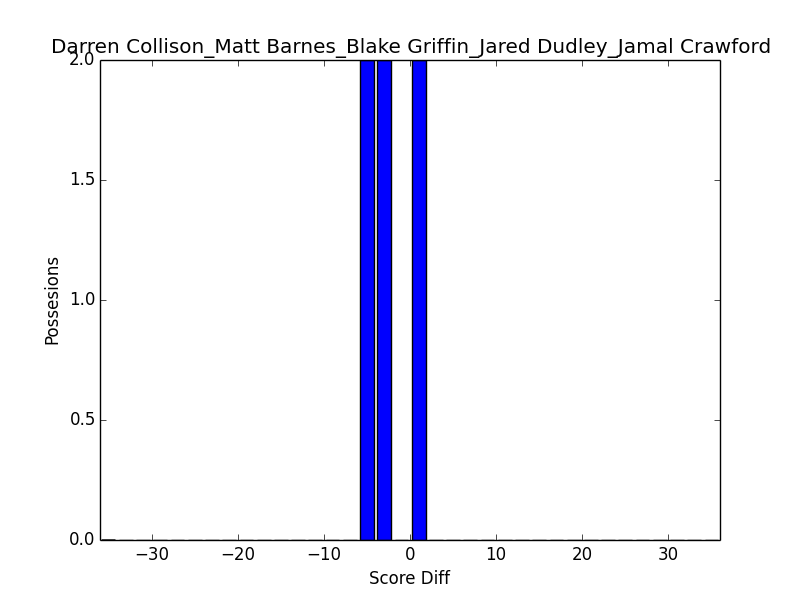 Darren Collison_Matt Barnes_Blake Griffin_Jared Dudley_Jamal Crawford
2.0
1.5
1.0
0.5
0.0
Possesions
−30 −20 −10 0 10 20 30
Score Diff